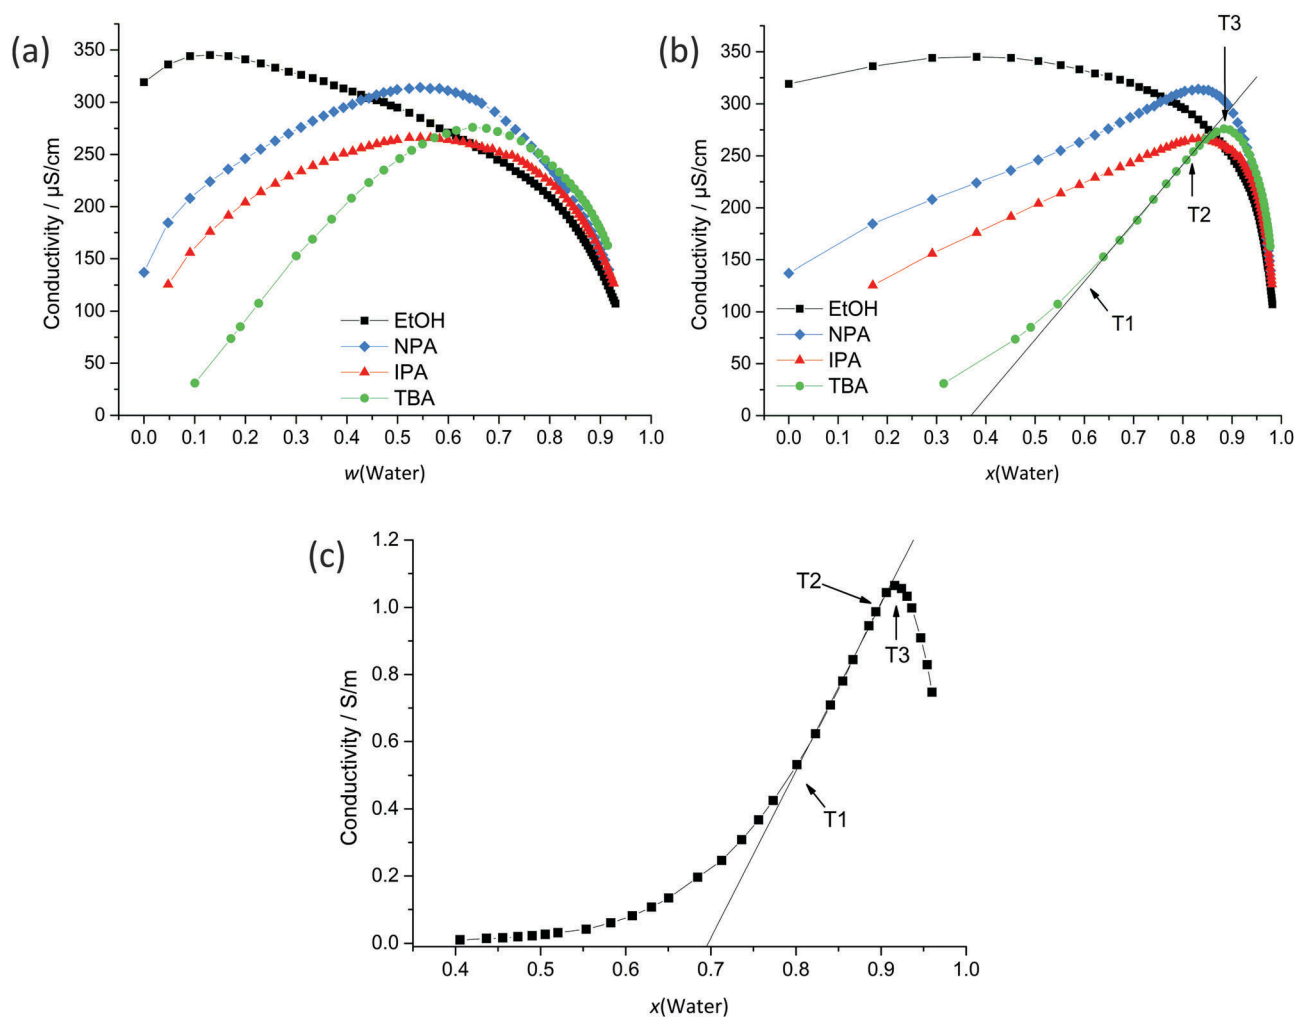 (a)
350
300
250
200
150
100
50
0
Conductivity / µS/cm
EtOH
NPA
IPA
TBA
0.0 0.1 0.2 0.3 0.4 0.5 0.6 0.7 0.8 0.9 1.0
w(Water)
(b)
T3
350
300
250
200
150
100
50
0
Conductivity / µS/cm
T2
T1
EtOH
NPA
IPA
TBA
0.0 0.1 0.2 0.3 0.4 0.5 0.6 0.7 0.8 0.9 1.0
x(Water)
(c)
1.2
1.0
0.8
0.6
0.4
0.2
0.0
Conductivity / S/m
T2
T3
T1
0.4 0.5 0.6 0.7 0.8 0.9 1.0
x(Water)